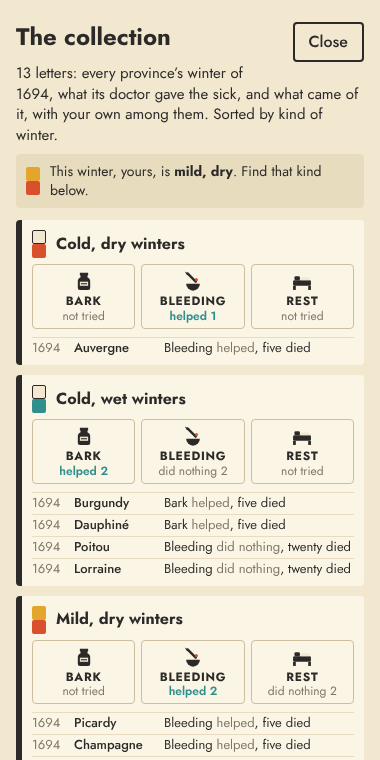 The collection
Close
13 letters: every province's winter of
1694, what its doctor gave the sick, and what came of
it, with your own among them. Sorted by kind of
winter.
This winter, yours, is mild, dry. Find that kind
below.
Cold, dry winters
BARK BLEEDING REST
not tried helped 1 not tried
1694 Auvergne Bleeding helped, five died
Cold, wet winters
BARK BLEEDING REST
helped 2 did nothing 2 not tried
1694 Burgundy Bark helped, five died
1694 Dauphiné Bark helped, five died
1694 Poitou Bleeding did nothing, twenty died
1694 Lorraine Bleeding did nothing, twenty died
Mild, dry winters
BARK BLEEDING REST
not tried helped 2 did nothing 2
1694 Picardy Bleeding helped, five died
1694 Champagne Bleeding helped, five died